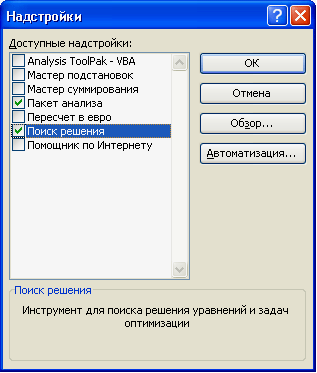 Надстройки
Доступные надстройки:
Analysis ToolPak - VBA
Мастер подстановок
Мастер суммирования
Пакет анализа
Пересчет в евро
Поиск решения
Помощник по Интернету
ОК
Отмена
Обзор...
Автоматизация...
Поиск решения
Инструмент для поиска решения уравнений и задач
оптимизации